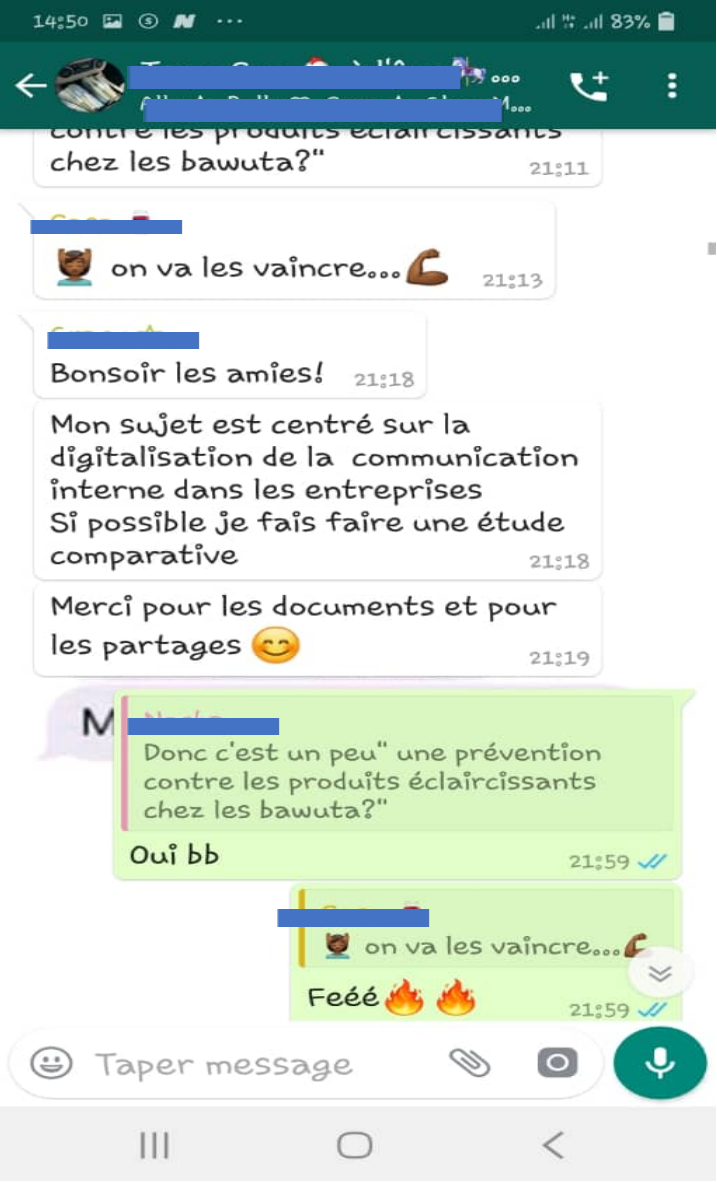 14:50 83%
contre les produits éclaircissants
chez les bawuta?"
21:11
on va les vaincre...
21:13
Bonsoir les amies!
21:18
Mon sujet est centré sur la
digitalisation de la communication
interne dans les entreprises
Si possible je fais faire une étude
comparative
21:18
Merci pour les documents et pour
les partages
21:19
M
Donc c'est un peu" une prévention
contre les produits éclaircissants
chez les bawuta?"
Oui bb
21:59
on va les vaincre...
Feéé
21:59
Taper message